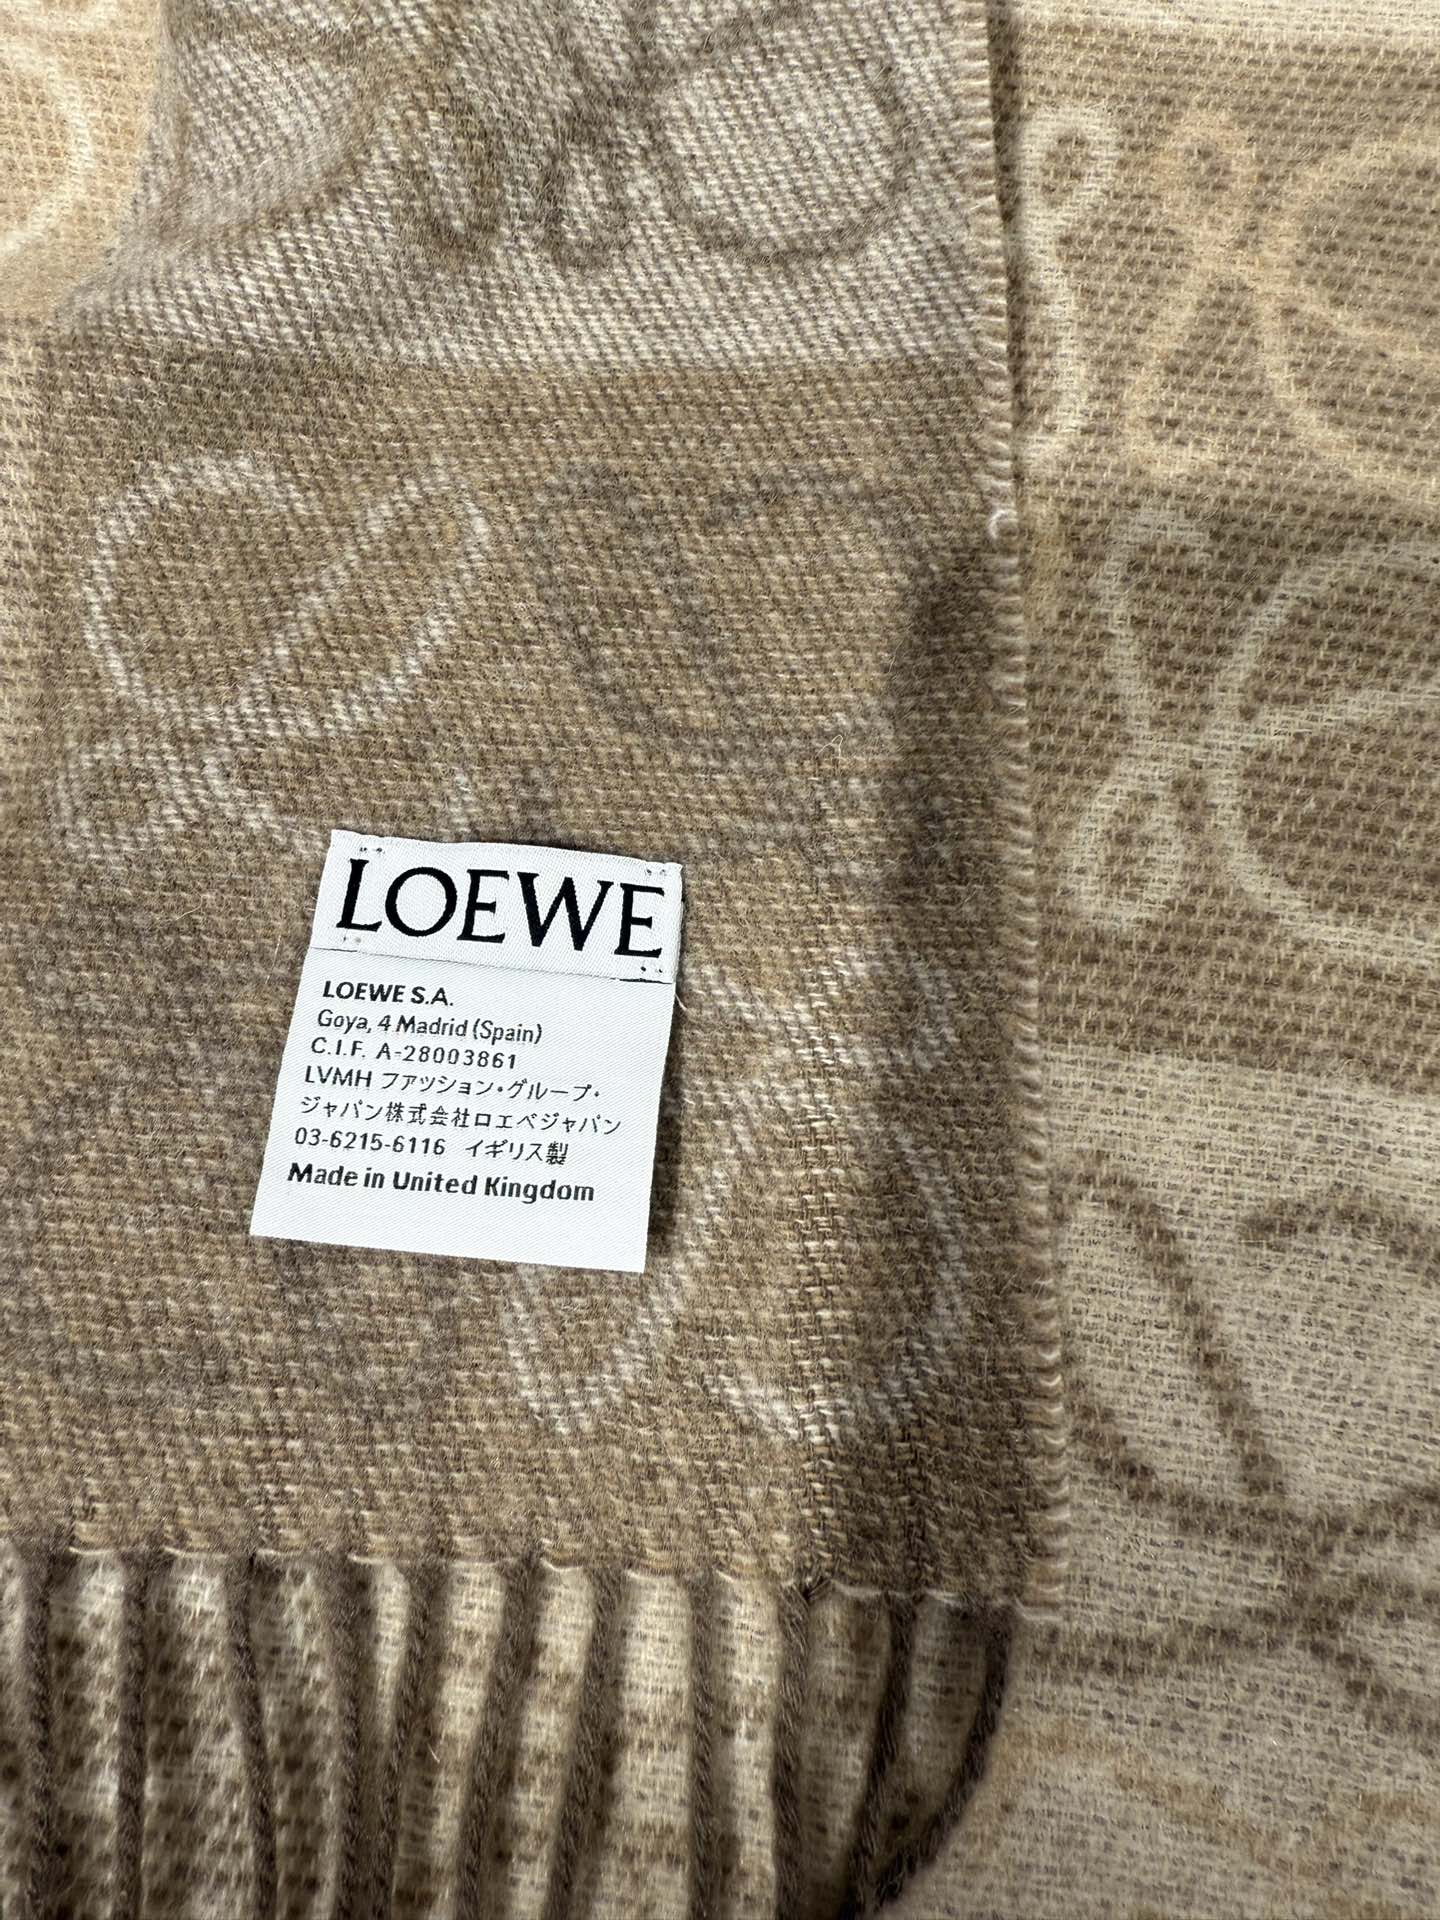 LOEWE
LOEWE S.A.
Goya, 4 Madrid (Spain)
C.I.F. A-28003861
LVMH ファッション・グループ・
ジャパン株式会社ロエベジャパン
03-6215-6116 イギリス製
Made in United Kingdom